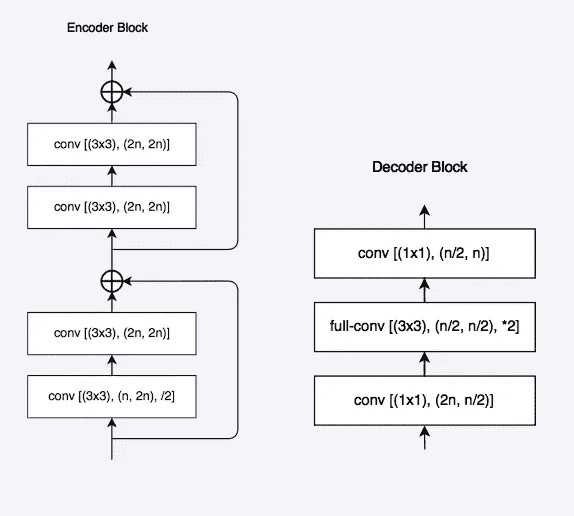 Encoder Block
conv [(3x3), (2n, 2n)]
conv [(3x3), (2n, 2n)]
conv [(3x3), (2n, 2n)]
conv [(3x3), (n, 2n), /2]
Decoder Block
conv [(1x1), (n/2, n)]
full-conv [(3x3), (n/2, n/2), *2]
conv [(1x1), (2n, n/2)]